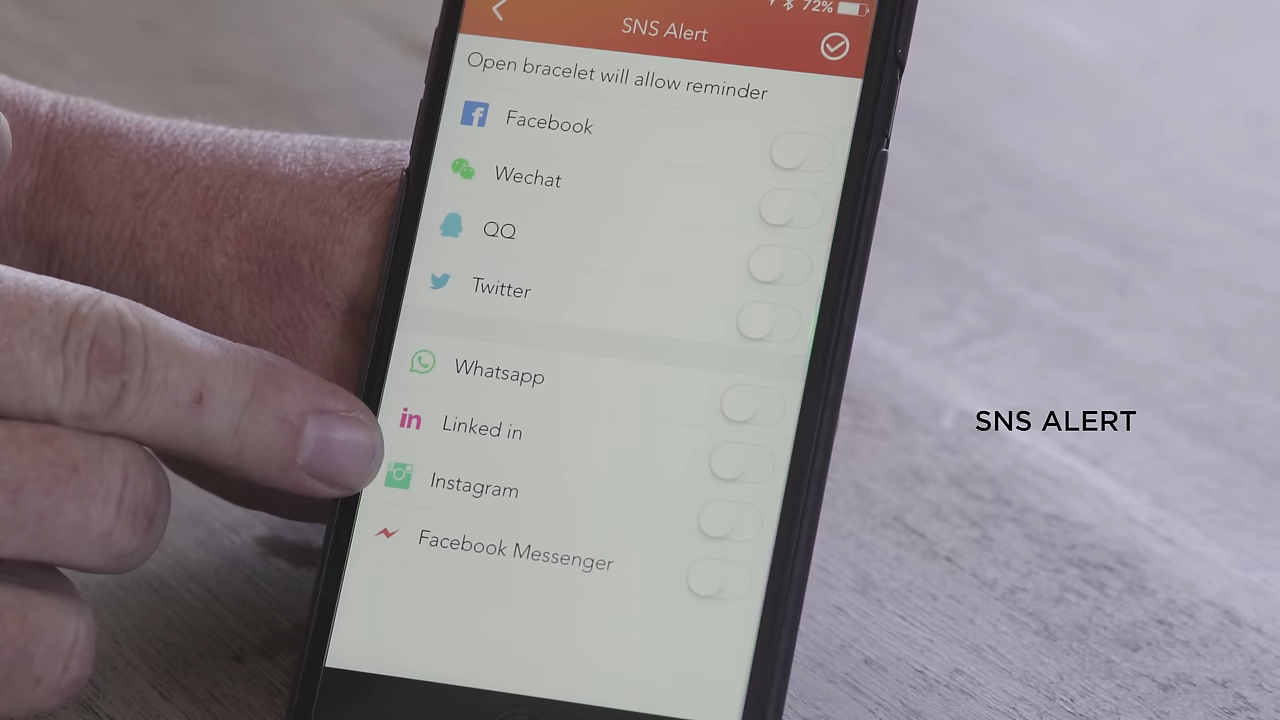 72%
SNS Alert
Open bracelet will allow reminder
Facebook
Wechat
QQ
Twitter
Whatsapp
in Linked in
Instagram
Facebook Messenger
SNS ALERT